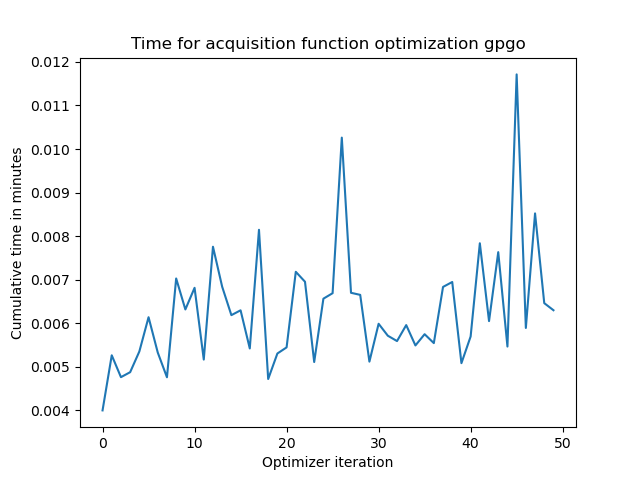 Time for acquisition function optimization gpgo
0.012
0.011
0.010
0.009
0.008
0.007
0.006
0.005
0.004
Cumulative time in minutes
0 10 20 30 40 50
Optimizer iteration